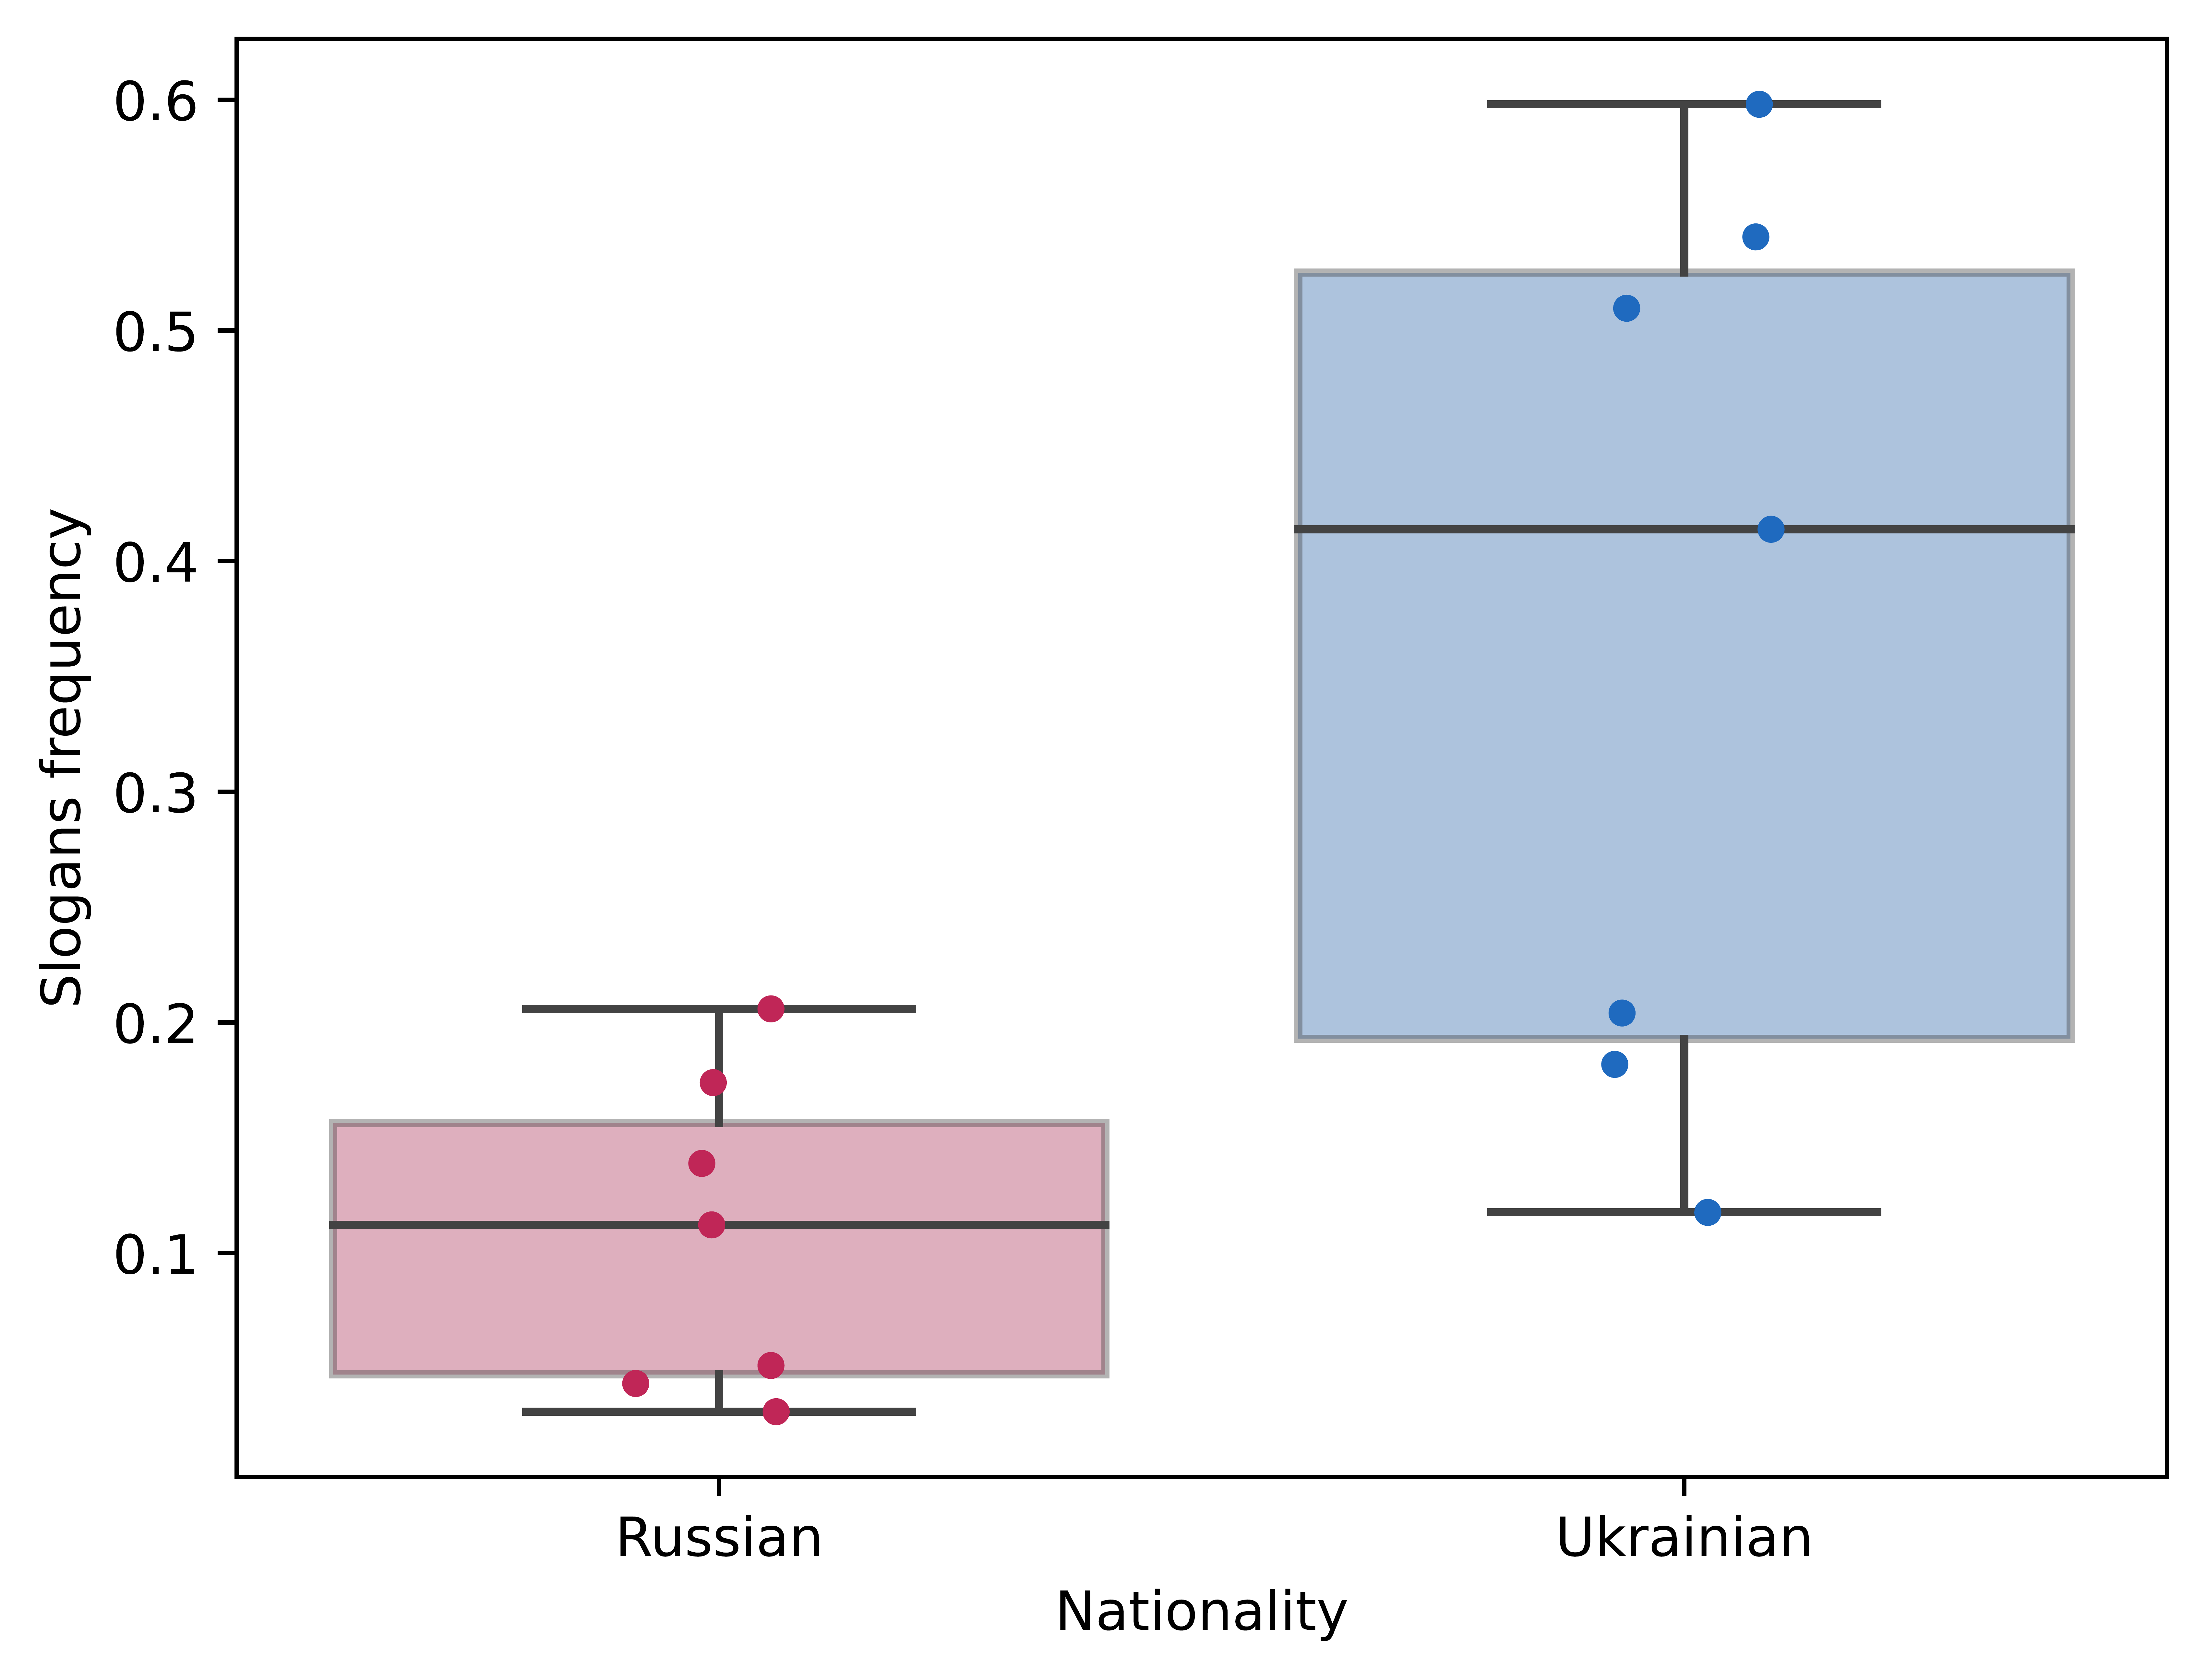 Slogans frequency
0.6
0.5
0.4
0.3
0.2
0.1
Russian
Ukrainian
Nationality